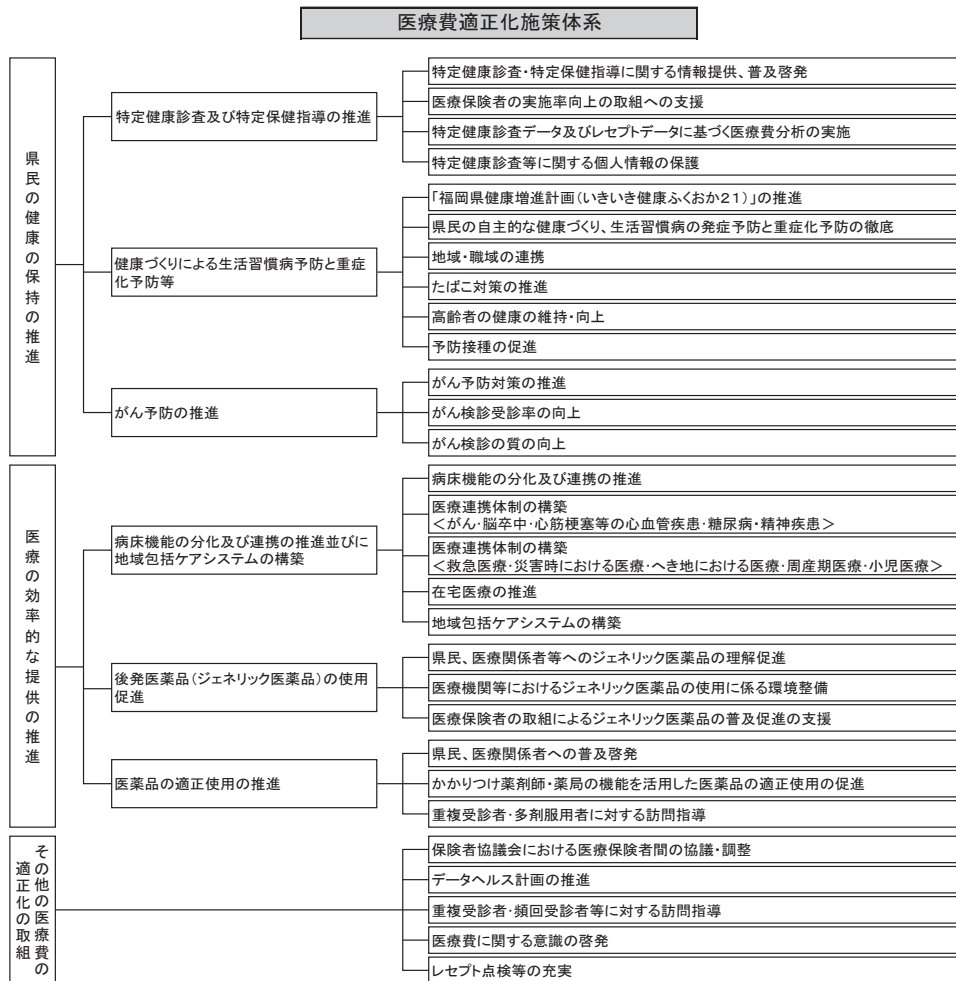 医療費適正化施策体系
県民の健康の保持の推進
特定健康診査及び特定保健指導の推進
特定健康診査・特定保健指導に関する情報提供、普及啓発
医療保険者の実施率向上の取組への支援
特定健康診査データ及びレセプトデータに基づく医療費分析の実施
特定健康診査等に関する個人情報の保護
健康づくりによる生活習慣病予防と重症
化予防等
「福岡県健康増進計画(いきいき健康ふくおか21)」の推進
県民の自主的な健康づくり、生活習慣病の発症予防と重症化予防の徹底
地域・職域の連携
たばこ対策の推進
高齢者の健康の維持・向上
予防接種の促進
がん予防の推進
がん予防対策の推進
がん検診受診率の向上
がん検診の質の向上
医療の効率的な提供の推進
病床機能の分化及び連携の推進並びに
地域包括ケアシステムの構築
病床機能の分化及び連携の推進
医療連携体制の構築
<がん・脳卒中・心筋梗塞等の心血管疾患・糖尿病・精神疾患>
医療連携体制の構築
<救急医療・災害時における医療・へき地における医療・周産期医療・小児医療>
在宅医療の推進
地域包括ケアシステムの構築
後発医薬品(ジェネリック医薬品)の使用
促進
県民、医療関係者等へのジェネリック医薬品の理解促進
医療機関等におけるジェネリック医薬品の使用に係る環境整備
医療保険者の取組によるジェネリック医薬品の普及促進の支援
医薬品の適正使用の推進
県民、医療関係者への普及啓発
かかりつけ薬剤師・薬局の機能を活用した医薬品の適正使用の促進
重複受診者・多剤服用者に対する訪問指導
その他の医療費の
適正化の取組
保険者協議会における医療保険者間の協議・調整
データヘルス計画の推進
重複受診者・頻回受診者等に対する訪問指導
医療費に関する意識の啓発
レセプト点検等の充実